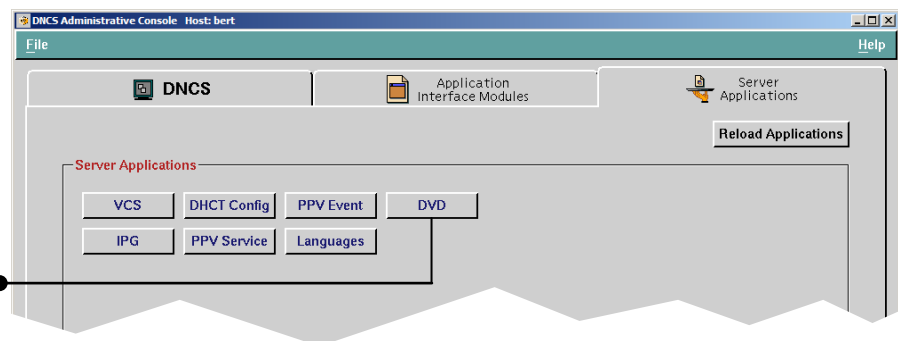 DNCS Administrative Console Host: bert
File Help
DNCS
Application
Interface Modules
Server
Applications
Reload Applications
Server Applications
VCS DHCT Config PPV Event DVD
IPG PPV Service Languages